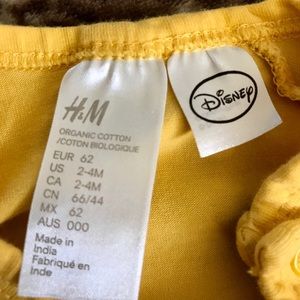 H&M
ORGANIC COTTON
/COTON BIOLOGIQUE
EUR 62
US 2-4M
CA 2-4M
CN 66/44
MX 62
AUS 000
Made in
India
Fabriqué en
Inde
Disney